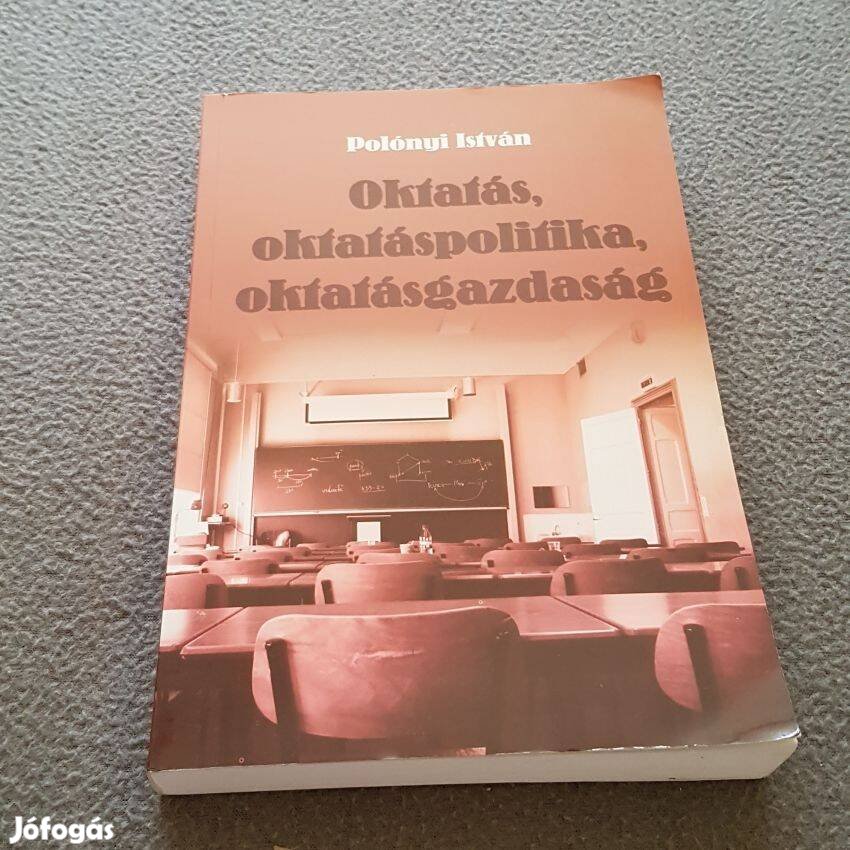 Polónyi István
Oktatás,
oktatáspolitika,
oktatásgazdaság
Jófogás